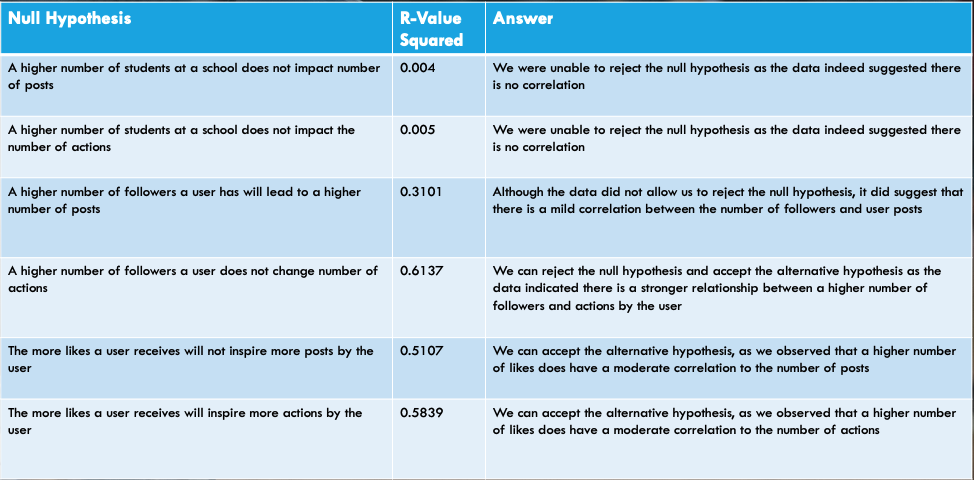 Null Hypothesis
R-Value
Squared
Answer
A higher number of students at a school does not impact number
of posts
0.004
We were unable to reject the null hypothesis as the data indeed suggested there
is no correlation
A higher number of students at a school does not impact the
number of actions
0.005
We were unable to reject the null hypothesis as the data indeed suggested there
is no correlation
A higher number of followers a user has will lead to a higher
number of posts
0.3101
Although the data did not allow us to reject the null hypothesis, it did suggest that
there is a mild correlation between the number of followers and user posts
A higher number of followers a user does not change number of
actions
0.6137
We can reject the null hypothesis and accept the alternative hypothesis as the
data indicated there is a stronger relationship between a higher number of
followers and actions by the user
The more likes a user receives will not inspire more posts by the
user
0.5107
We can accept the alternative hypothesis, as we observed that a higher number
of likes does have a moderate correlation to the number of posts
The more likes a user receives will inspire more actions by the
user
0.5839
We can accept the alternative hypothesis, as we observed that a higher number
of likes does have a moderate correlation to the number of actions